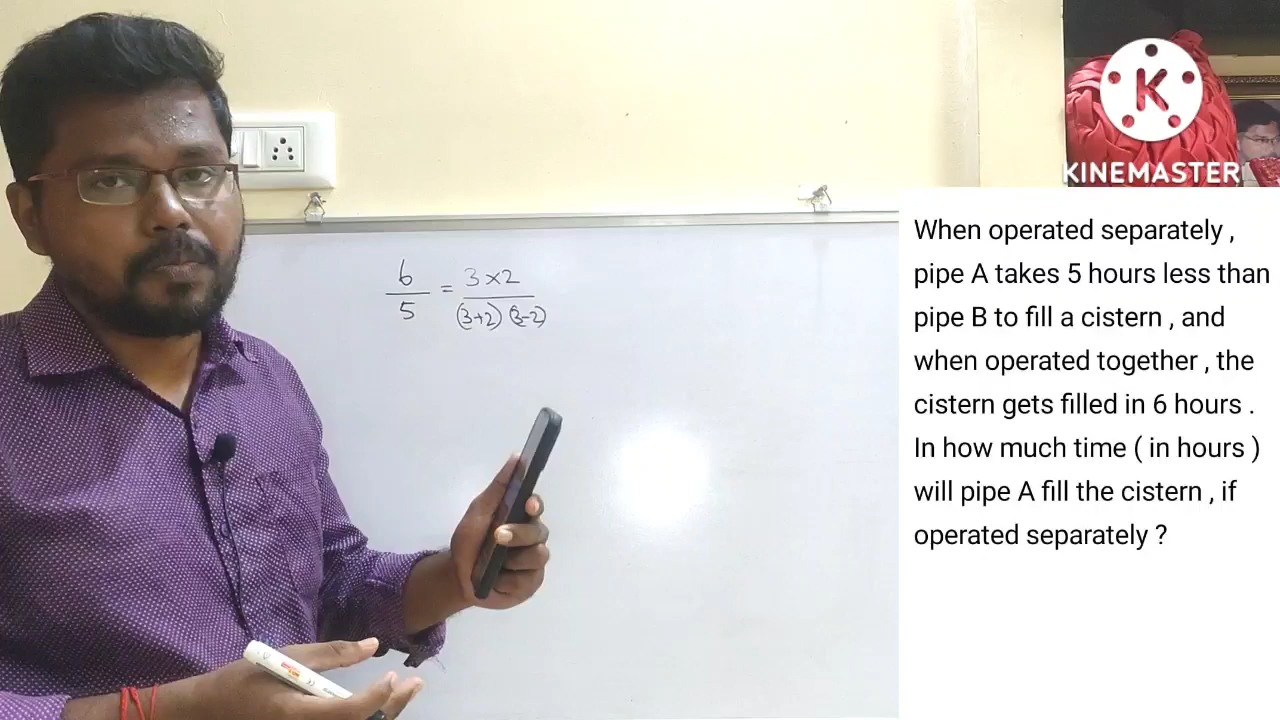 6/5 = 3×2/(3+2)(3-2)
K
KINEMASTER
When operated separately ,
pipe A takes 5 hours less than
pipe B to fill a cistern , and
when operated together , the
cistern gets filled in 6 hours .
In how much time ( in hours )
will pipe A fill the cistern , if
operated separately ?